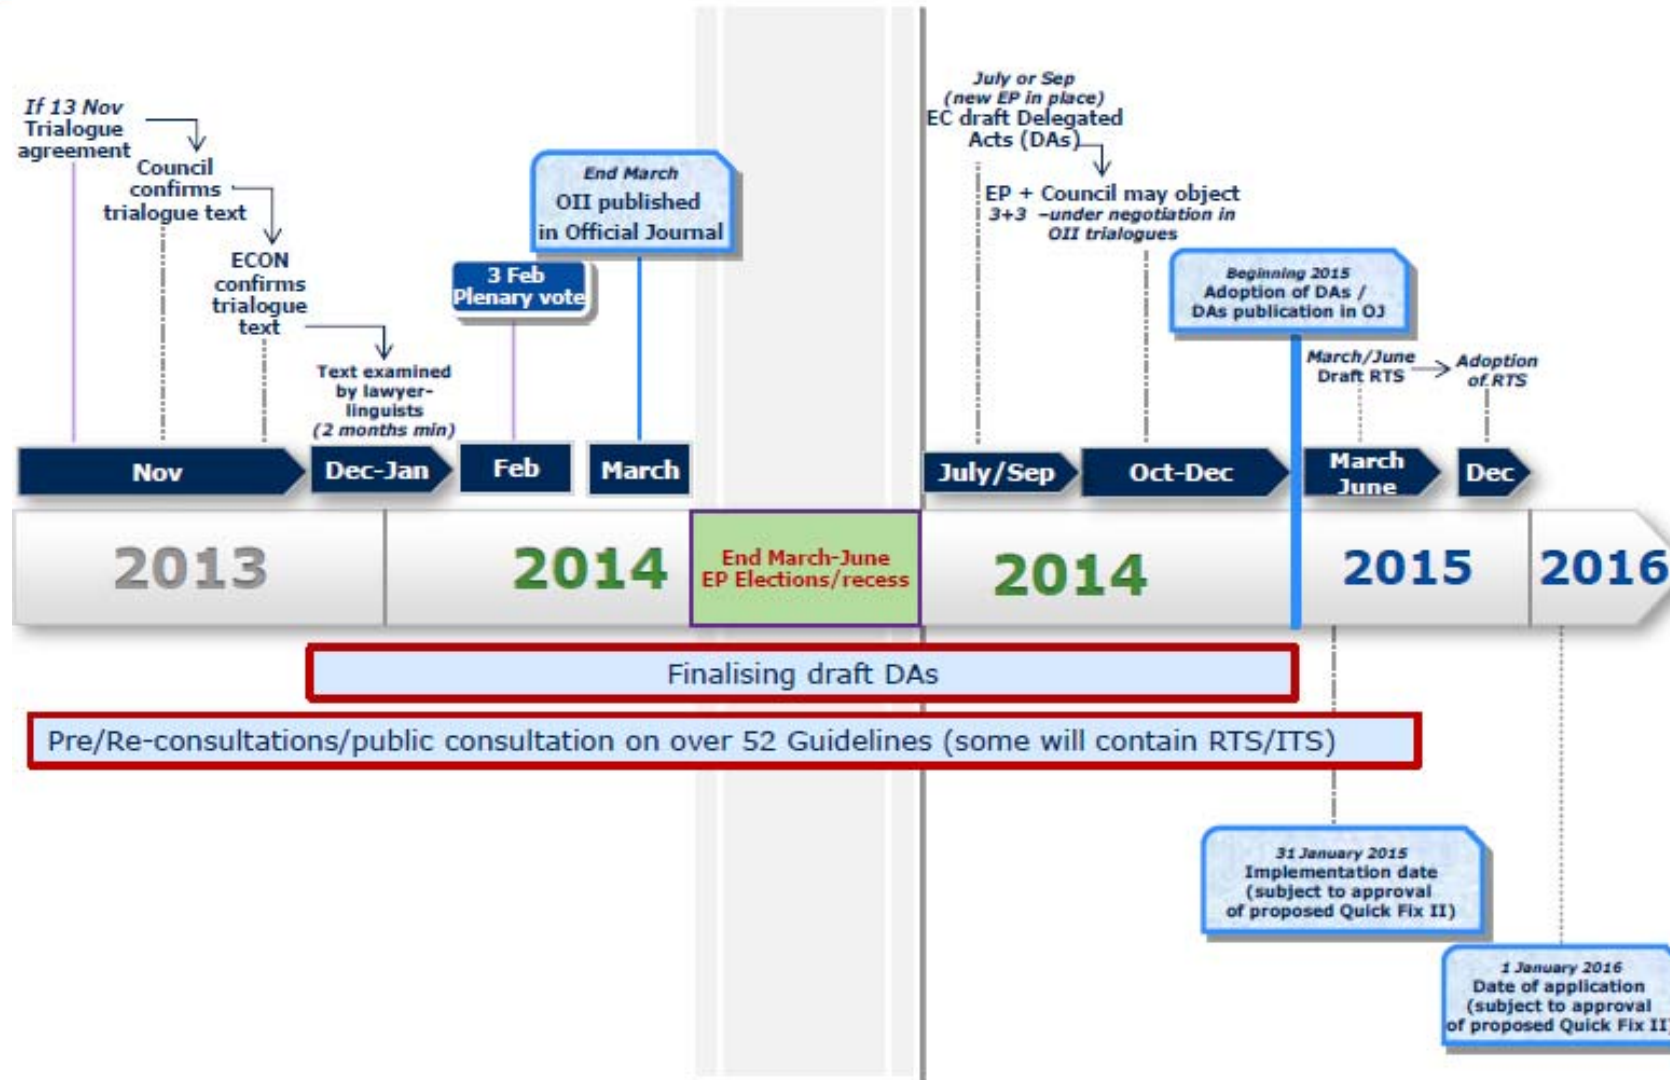 If 13 Nov
Trialogue
agreement
Council
confirms
trialogue text
ECON
confirms
trialogue
text
Text examined
by lawyer-
linguists
(2 months min)
3 Feb
Plenary vote
End March
OII published
in Official Journal
July or Sep
(new EP in place)
EC draft Delegated
Acts (DAs)
EP + Council may object
3+3 –under negotiation in
OII trialogues
Beginning 2015
Adoption of DAs /
DAs publication in OJ
March/June
Draft RTS
Adoption
of RTS
Nov
Dec-Jan
Feb
March
July/Sep
Oct-Dec
March
June
Dec
2013
2014
End March-June
EP Elections/recess
2014
2015
2016
Finalising draft DAs
Pre/Re-consultations/public consultation on over 52 Guidelines (some will contain RTS/ITS)
31 January 2015
Implementation date
(subject to approval
of proposed Quick Fix II)
1 January 2016
Date of application
(subject to approval
of proposed Quick Fix II)